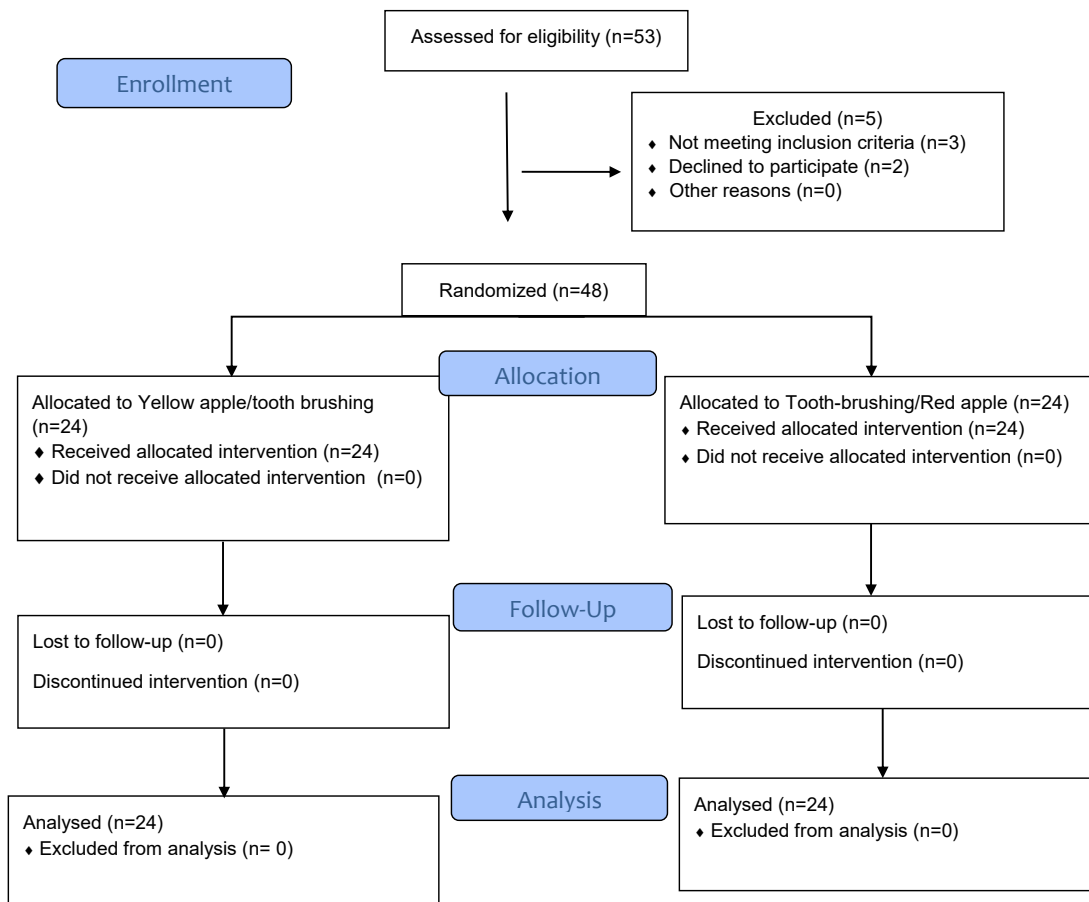 Assessed for eligibility (n=53)
Enrollment
Excluded (n=5)
♦ Not meeting inclusion criteria (n=3)
♦ Declined to participate (n=2)
♦ Other reasons (n=0)
Randomized (n=48)
Allocation
Allocated to Yellow apple/tooth brushing
(n=24)
♦ Received allocated intervention (n=24)
♦ Did not receive allocated intervention (n=0)
Allocated to Tooth-brushing/Red apple (n=24)
♦ Received allocated intervention (n=24)
♦ Did not receive allocated intervention (n=0)
Follow-Up
Lost to follow-up (n=0)
Discontinued intervention (n=0)
Lost to follow-up (n=0)
Discontinued intervention (n=0)
Analysis
Analysed (n=24)
♦ Excluded from analysis (n= 0)
Analysed (n=24)
♦ Excluded from analysis (n=0)